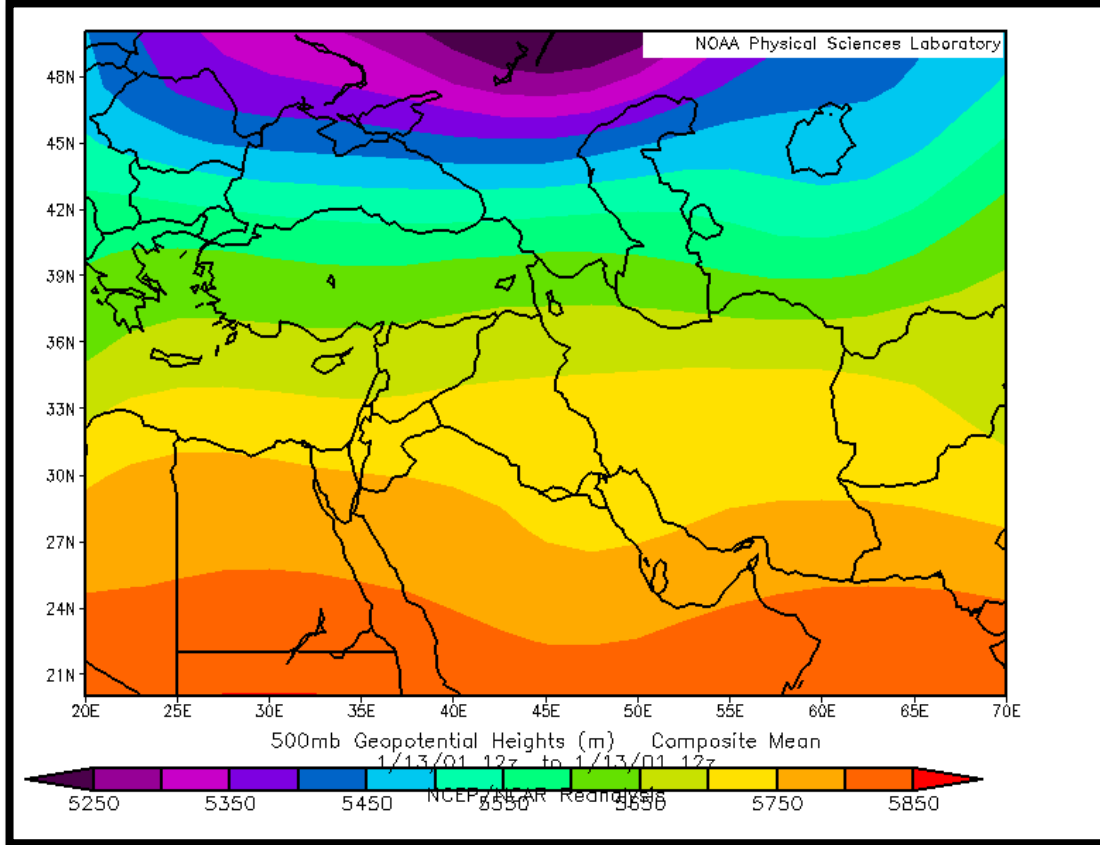 NOAA Physical Sciences Laboratory
48N
45N
42N
39N
36N
33N
30N
27N
24N
21N
20E 25E 30E 35E 40E 45E 50E 55E 60E 65E 70E
500mb Geopotential Heights (m) Composite Mean
1/13/01 12z to 1/13/01 12z
5250 5350 5450 5550 5650 5750 5850
NCEP/NCAR Reanalysis